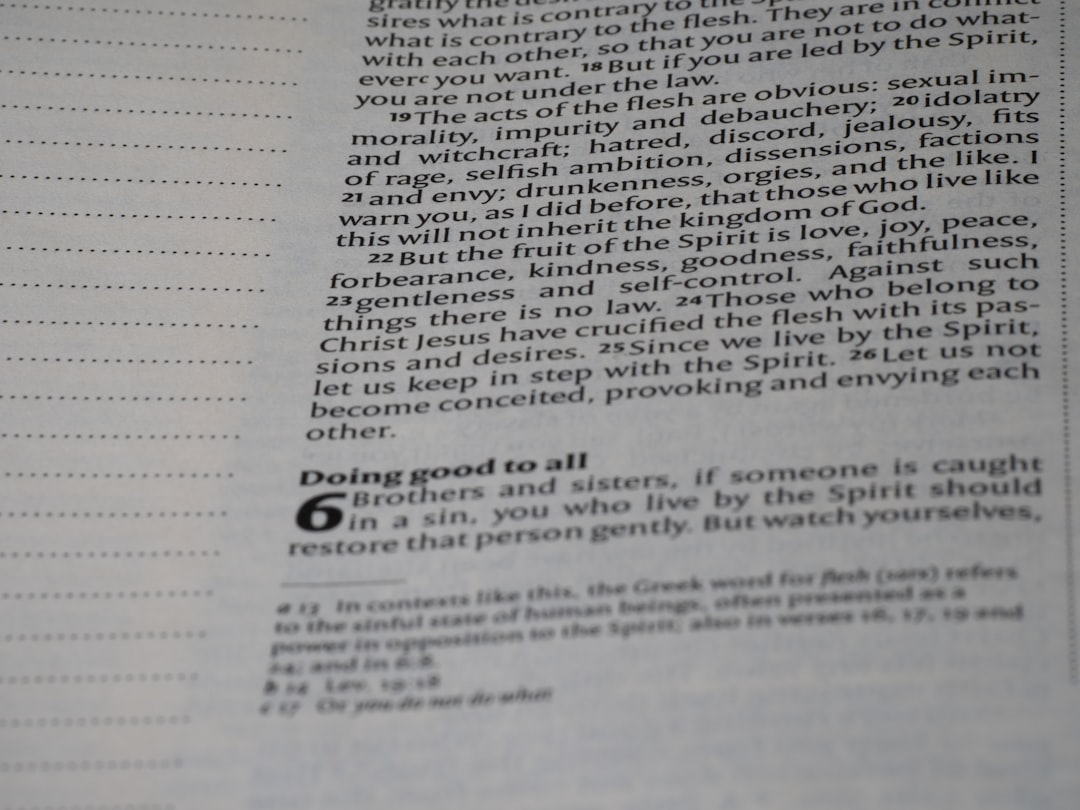 gratify the
sires what is contrary to the
what is contrary to the flesh. They are in conflict
with each other, so that you are not to do what-
everc you want. 18 But if you are led by the Spirit,
you are not under the law.
19 The acts of the flesh are obvious: sexual im-
morality, impurity and debauchery; 20 idolatry
and witchcraft; hatred, discord, jealousy, fits
of rage, selfish ambition, dissensions, factions
21 and envy; drunkenness, orgies, and the like. I
warn you, as I did before, that those who live like
this will not inherit the kingdom of God.
22 But the fruit of the Spirit is love, joy, peace,
forbearance, kindness, goodness, faithfulness,
23 gentleness and self-control. Against such
things there is no law. 24 Those who belong to
Christ Jesus have crucified the flesh with its pas-
sions and desires. 25 Since we live by the Spirit,
let us keep in step with the Spirit. 26 Let us not
become conceited, provoking and envying each
other.
Doing good to all
6 Brothers and sisters, if someone is caught
in a sin, you who live by the Spirit should
restore that person gently. But watch yourselves,
a 13 In contexts like this, the Greek word for flesh (sarx) refers
to the sinful state of human beings, often presented as a
power in opposition to the Spirit; also in verses 16, 17, 19 and
24; and in 6:8.
b 14 Lev. 19:18
c 17 Or you do not do what